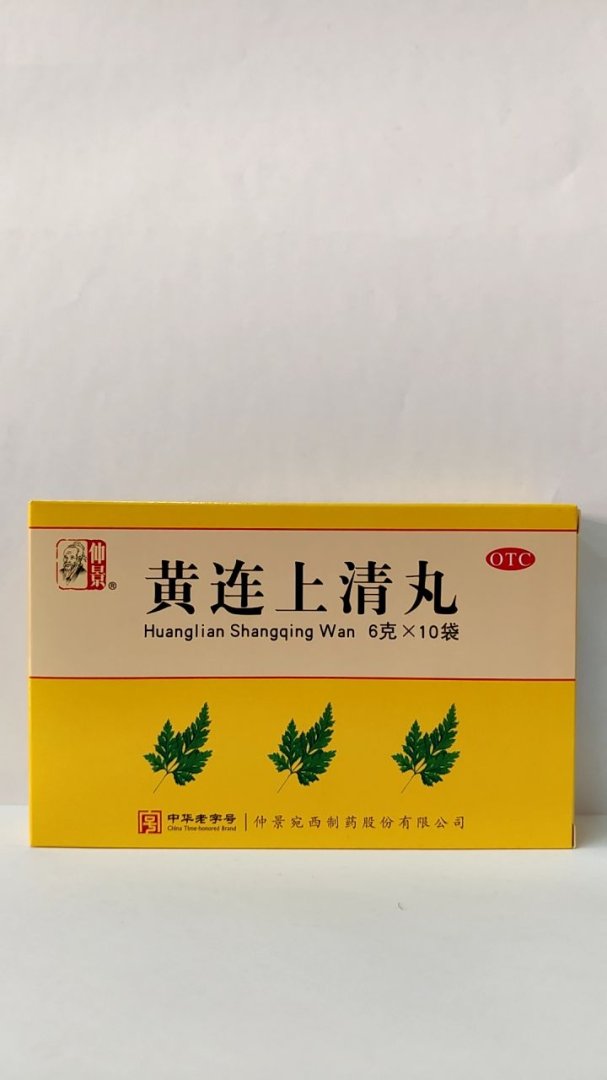 仲景®
OTC
黄连上清丸
Huanglian Shangqing Wan 6克×10袋
中华老字号
China Time-honored Brand
仲景宛西制药股份有限公司